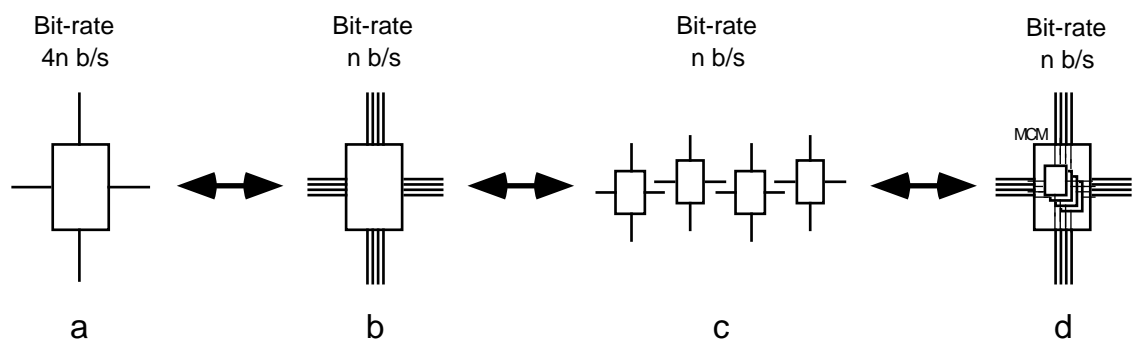 Bit-rate
4n b/s
Bit-rate
n b/s
Bit-rate
n b/s
Bit-rate
n b/s
MCM
a
b
c
d